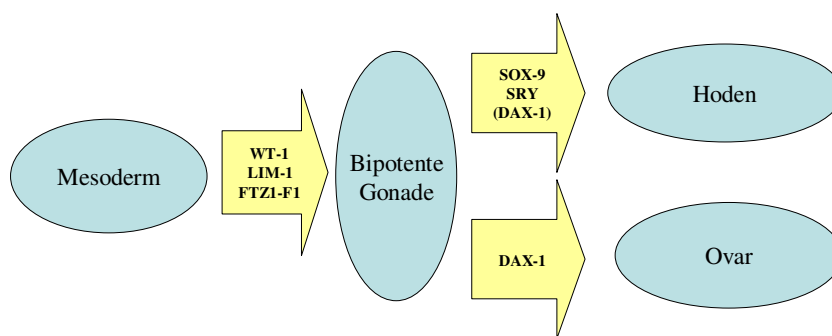 Mesoderm
WT-1
LIM-1
FTZ1-F1
Bipotente
Gonade
SOX-9
SRY
(DAX-1)
Hoden
DAX-1
Ovar